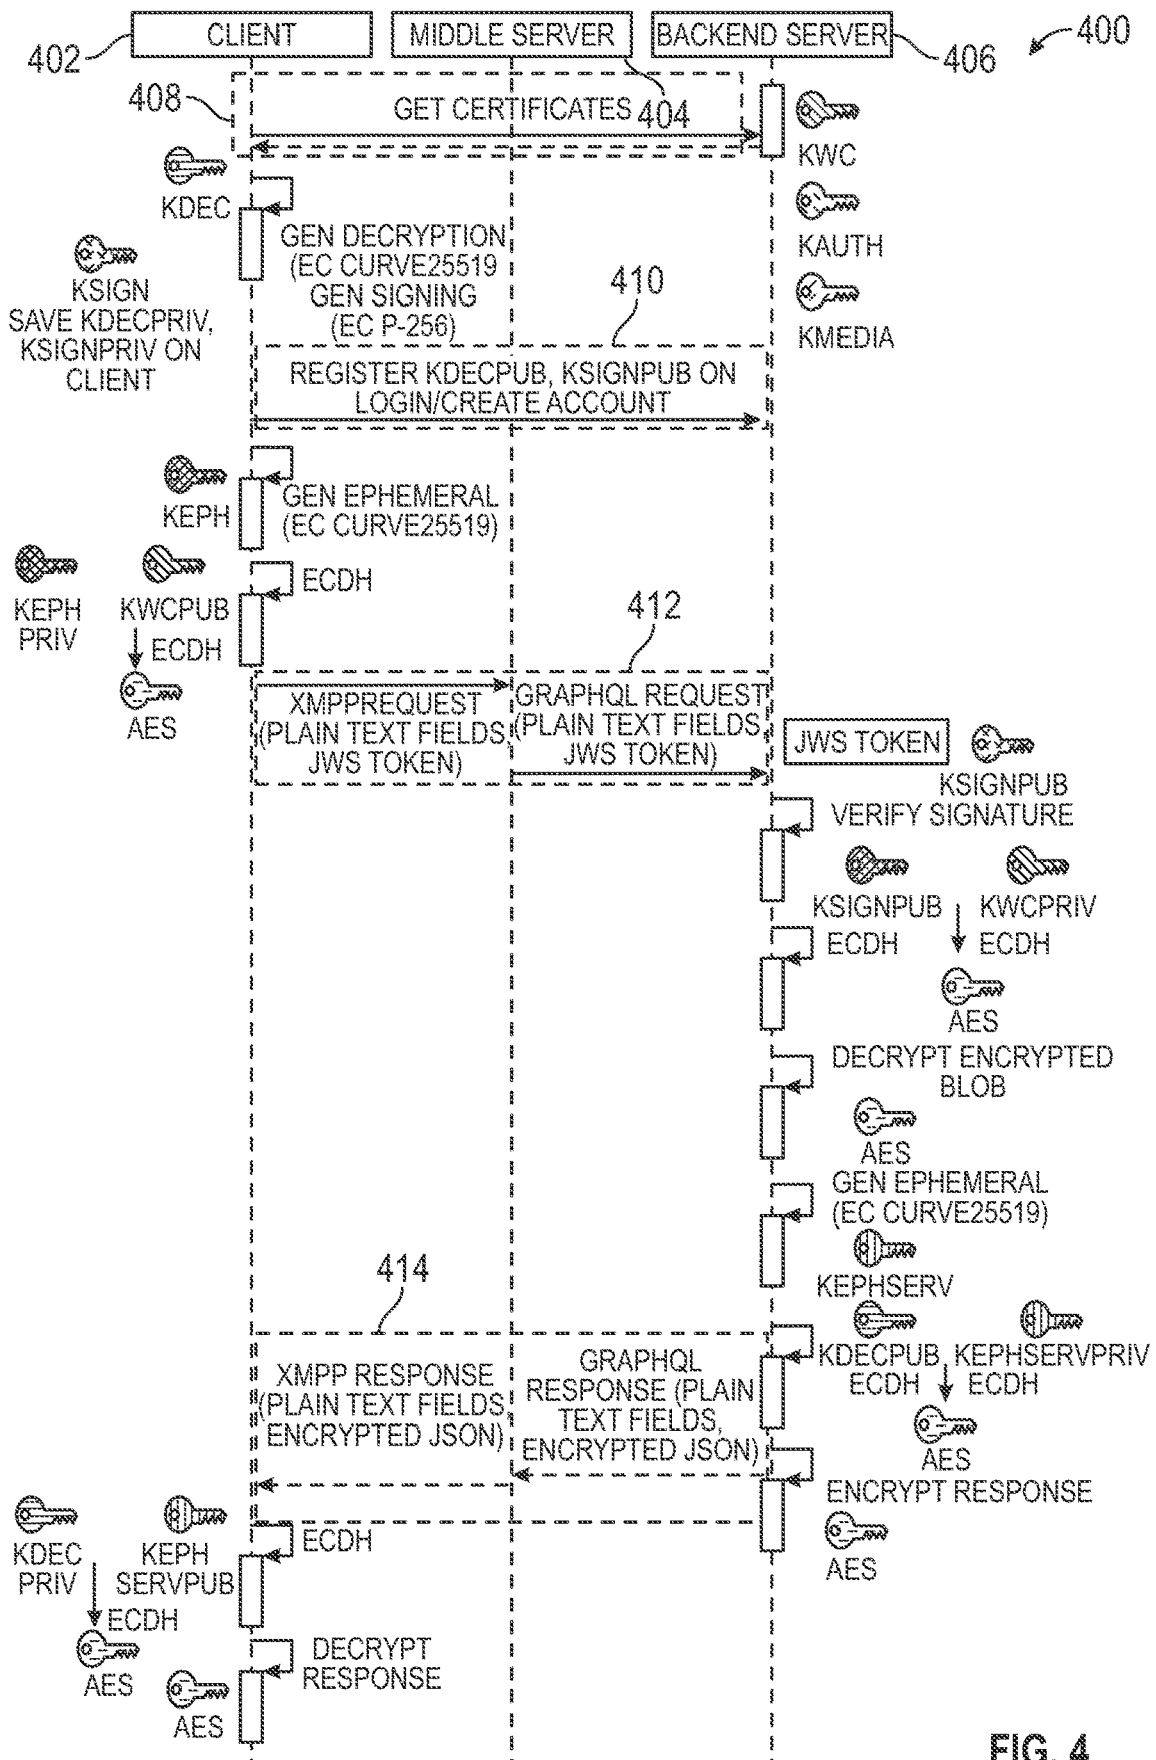 CLIENT
MIDDLE SERVER
BACKEND SERVER
400
402
404
406
408
GET CERTIFICATES
KWC
KDEC
KAUTH
GEN DECRYPTION
(EC CURVE25519
GEN SIGNING
(EC P-256)
KSIGN
SAVE KDECPRIV,
KSIGNPRIV ON
CLIENT
KMEDIA
410
REGISTER KDECPUB, KSIGNPUB ON
LOGIN/CREATE ACCOUNT
KEPH
GEN EPHEMERAL
(EC CURVE25519)
KEPH
PRIV
KWCPUB
ECDH
ECDH
AES
412
XMPPREQUEST
(PLAIN TEXT FIELDS,
JWS TOKEN)
GRAPHQL REQUEST
(PLAIN TEXT FIELDS,
JWS TOKEN)
JWS TOKEN
KSIGNPUB
VERIFY SIGNATURE
KSIGNPUB
KWCPRIV
ECDH
ECDH
AES
DECRYPT ENCRYPTED
BLOB
AES
GEN EPHEMERAL
(EC CURVE25519)
KEPHSERV
414
XMPP RESPONSE
(PLAIN TEXT FIELDS,
ENCRYPTED JSON)
GRAPHQL
RESPONSE (PLAIN
TEXT FIELDS,
ENCRYPTED JSON)
KDECPUB
KEPHSERVPRIV
ECDH
ECDH
AES
ENCRYPT RESPONSE
AES
KDEC
PRIV
KEPH
SERVPUB
ECDH
ECDH
AES
DECRYPT
RESPONSE
AES
FIG. 4